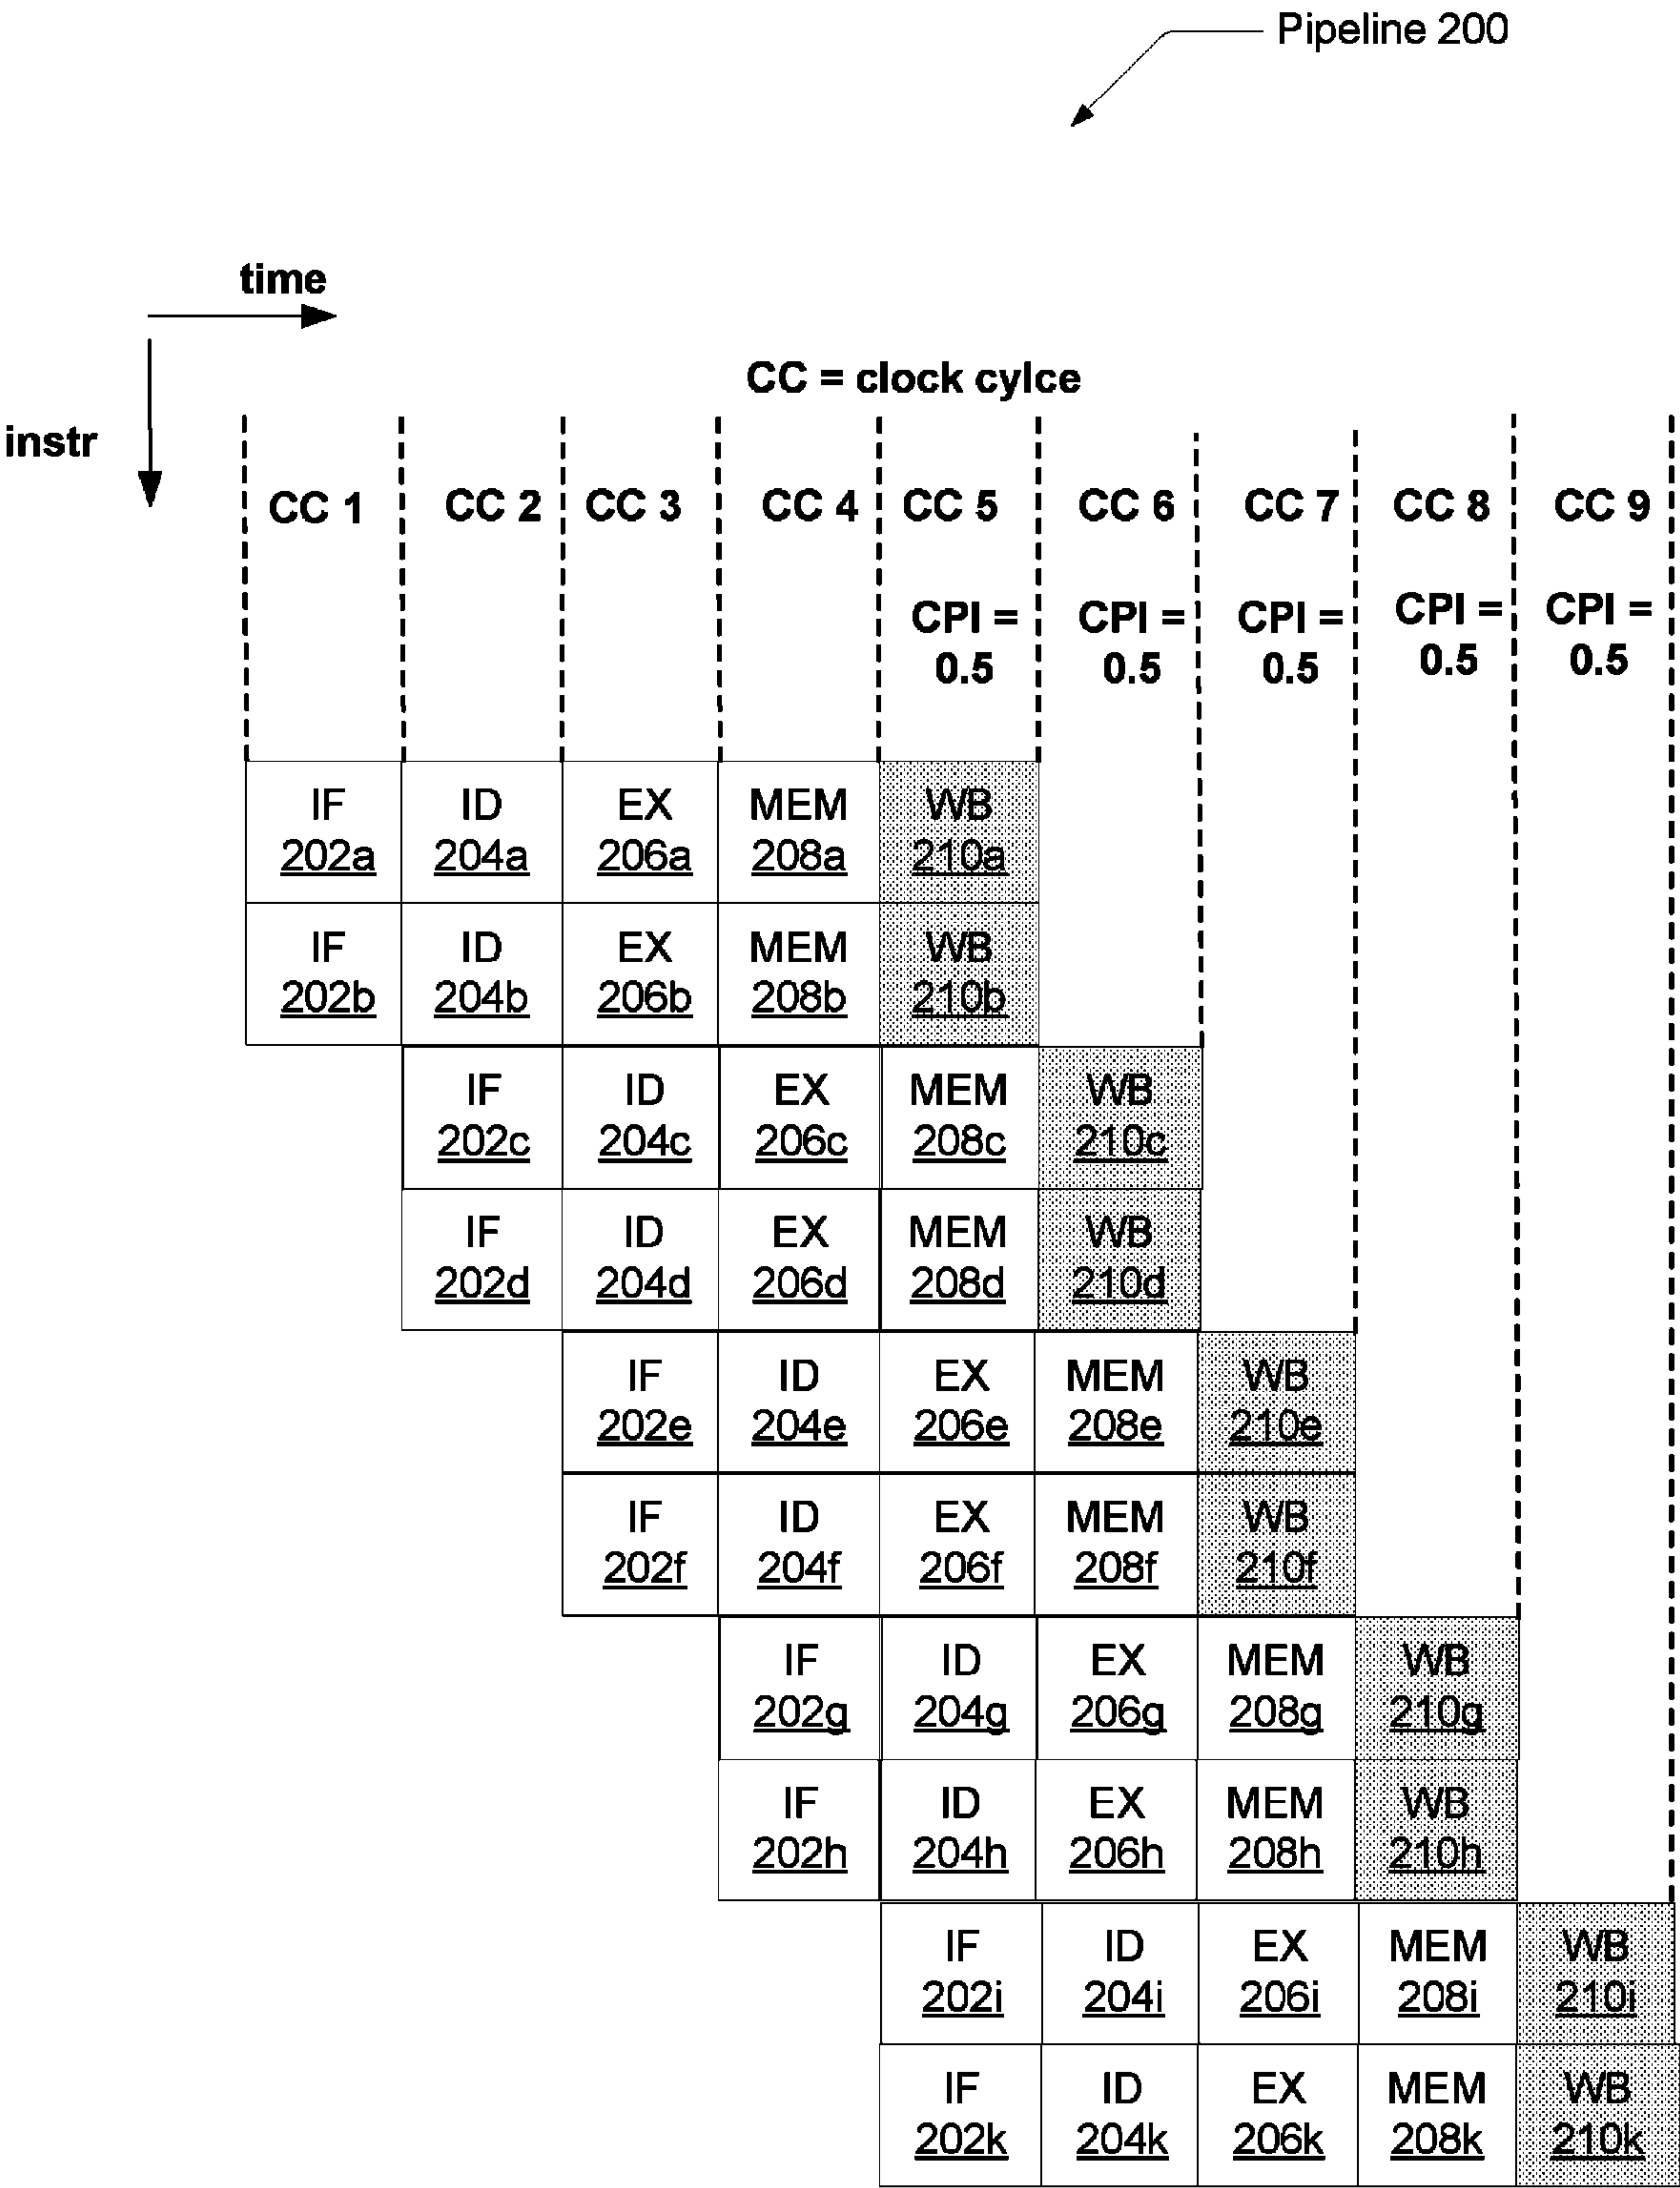 Pipeline 200
time
CC = clock cylce
instr
CC 1 CC 2 CC 3 CC 4 CC 5 CC 6 CC 7 CC 8 CC 9
CPI = CPI = CPI = CPI = CPI =
0.5 0.5 0.5 0.5 0.5
IF ID EX MEM WB
202a 204a 206a 208a 210a
IF ID EX MEM WB
202b 204b 206b 208b 210b
IF ID EX MEM WB
202c 204c 206c 208c 210c
IF ID EX MEM WB
202d 204d 206d 208d 210d
IF ID EX MEM WB
202e 204e 206e 208e 210e
IF ID EX MEM WB
202f 204f 206f 208f 210f
IF ID EX MEM WB
202g 204g 206g 208g 210g
IF ID EX MEM WB
202h 204h 206h 208h 210h
IF ID EX MEM WB
202i 204i 206i 208i 210i
IF ID EX MEM WB
202k 204k 206k 208k 210k